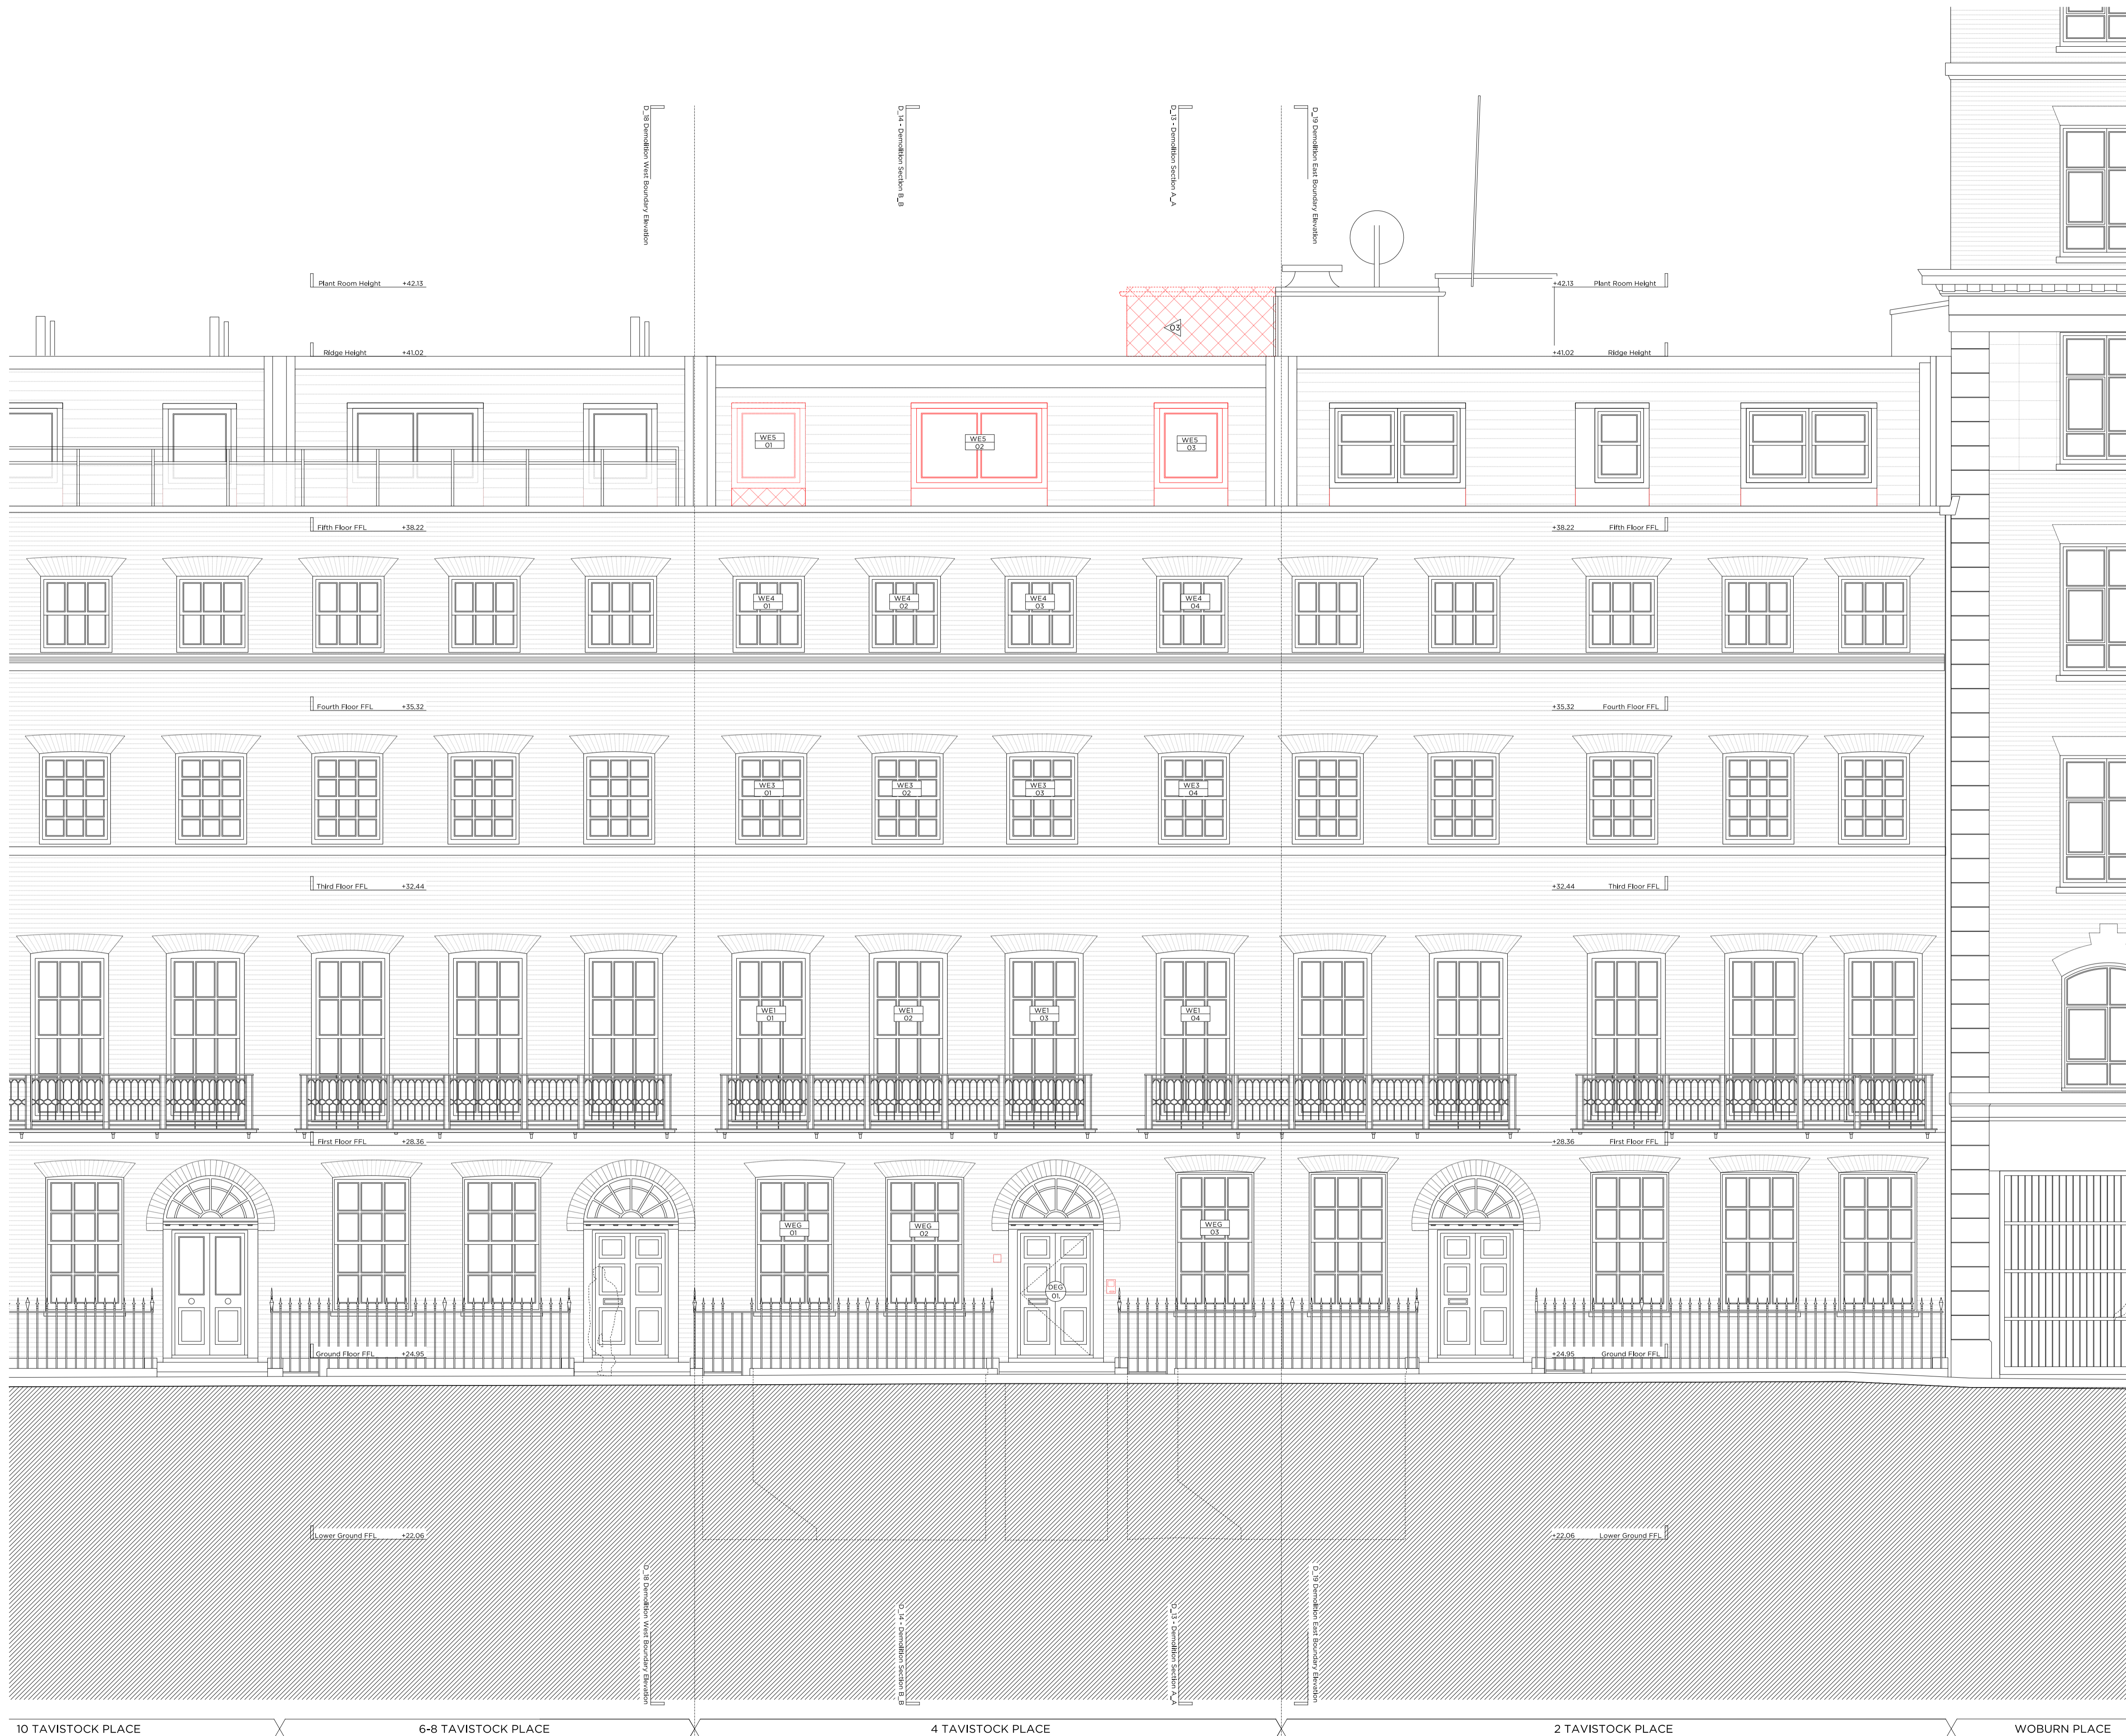 D_18 Demolition West Boundary Elevation
D_14 - Demolition Section B_B
D_13 - Demolition Section A_A
D_19 Demolition East Boundary Elevation
Plant Room Height +42.13
+42.13 Plant Room Height
03
Ridge Height +41.02
+41.02 Ridge Height
WE5
01
WE5
02
WE5
03
Fifth Floor FFL +38.22
+38.22 Fifth Floor FFL
WE4
01
WE4
02
WE4
03
WE4
04
Fourth Floor FFL +35.32
+35.32 Fourth Floor FFL
WE3
01
WE3
02
WE3
03
WE3
04
Third Floor FFL +32.44
+32.44 Third Floor FFL
WE1
01
WE1
02
WE1
03
WE1
04
First Floor FFL +28.36
+28.36 First Floor FFL
WEG
01
WEG
02
WEG
03
DEG
01.
Ground Floor FFL +24.95
+24.95 Ground Floor FFL
Lower Ground FFL +22.06
+22.06 Lower Ground FFL
D_18 Demolition West Boundary Elevation
D_14 - Demolition Section B_B
D_13 - Demolition Section A_A
D_19 Demolition East Boundary Elevation
10 TAVISTOCK PLACE
6-8 TAVISTOCK PLACE
4 TAVISTOCK PLACE
2 TAVISTOCK PLACE
WOBURN PLACE